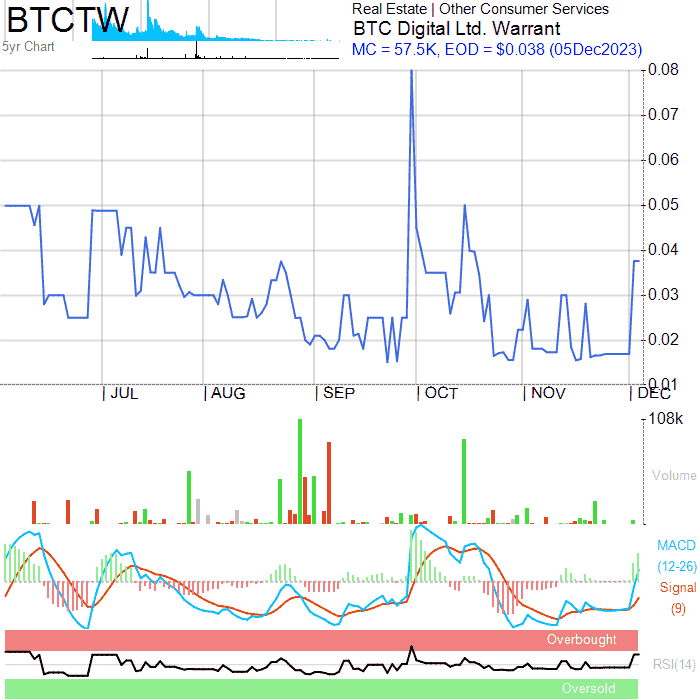 BTCTW
5yr Chart
Real Estate | Other Consumer Services
BTC Digital Ltd. Warrant
MC = 57.5K, EOD = $0.038 (05Dec2023)
0.08
0.07
0.06
0.05
0.04
0.03
0.02
0.01
JUL AUG SEP OCT NOV DEC
108k
Volume
MACD
(12-26)
Signal
(9)
Overbought
RSI(14)
Oversold